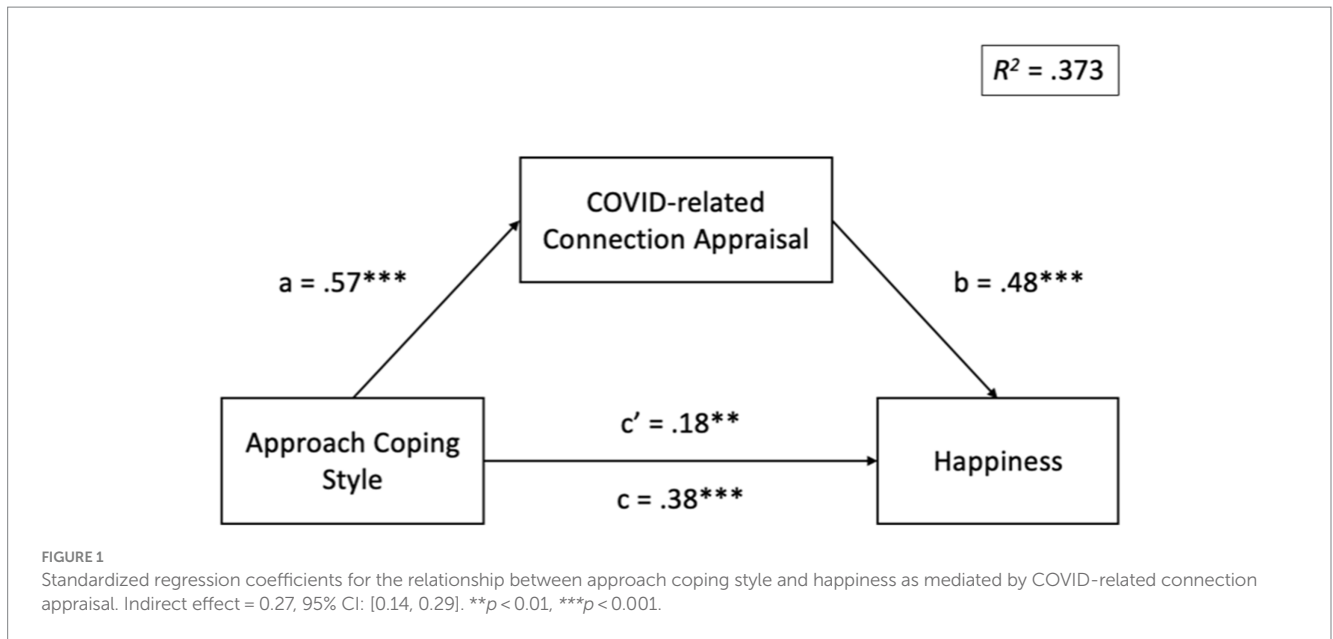 R² = .373
COVID-related
Connection Appraisal
a = .57***
b = .48***
Approach Coping
Style
c’ = .18**
c = .38***
Happiness
FIGURE 1
Standardized regression coefficients for the relationship between approach coping style and happiness as mediated by COVID-related connection
appraisal. Indirect effect = 0.27, 95% CI: [0.14, 0.29]. **p < 0.01, ***p < 0.001.